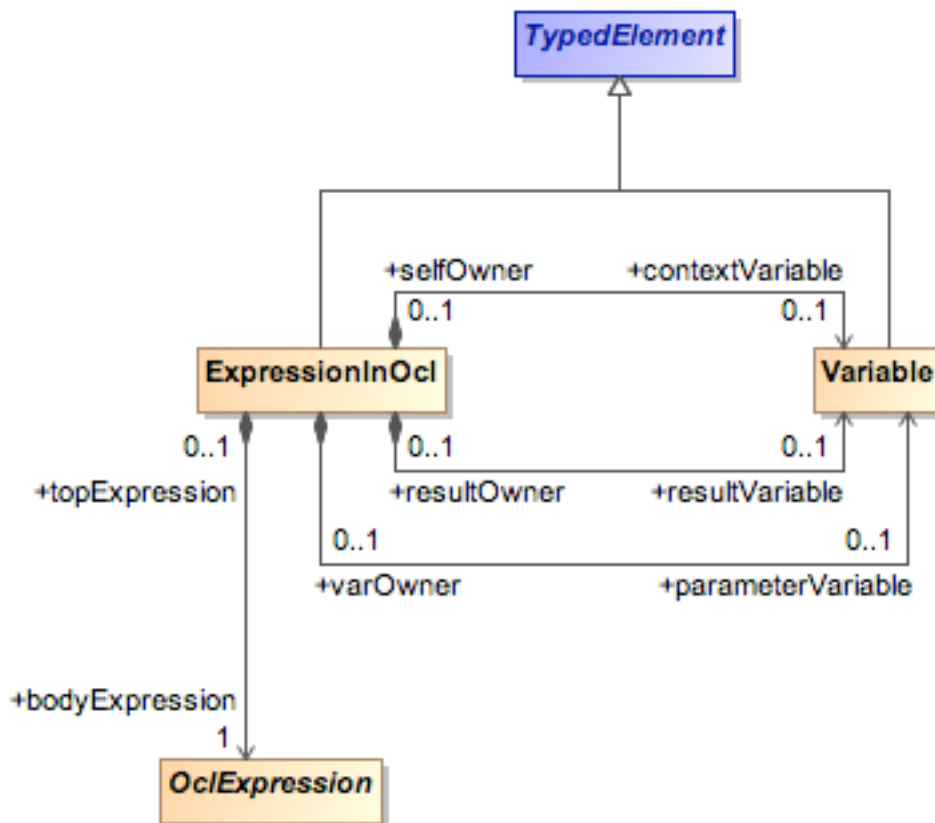 TypedElement
+selfOwner
+contextVariable
0..1
0..1
ExpressionInOcl
Variable
0..1
0..1
0..1
+topExpression
+resultOwner
+resultVariable
0..1
0..1
+varOwner
+parameterVariable
+bodyExpression
1
OclExpression